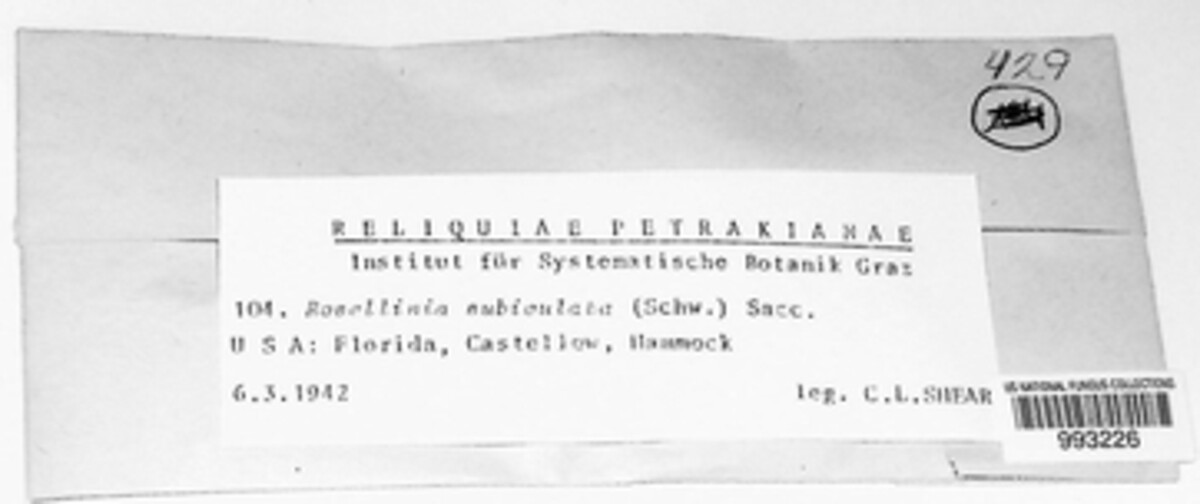 429
RELIQUIAE PETRAKIANAE
Institut für Systematische Botanik Graz
104. Rosellinia subiculata (Schw.) Sacc.
U S A: Florida, Castellow, Hammock
6.3.1942 leg. C.L.SHEAR
US NATIONAL FUNGUS COLLECTIONS
993226